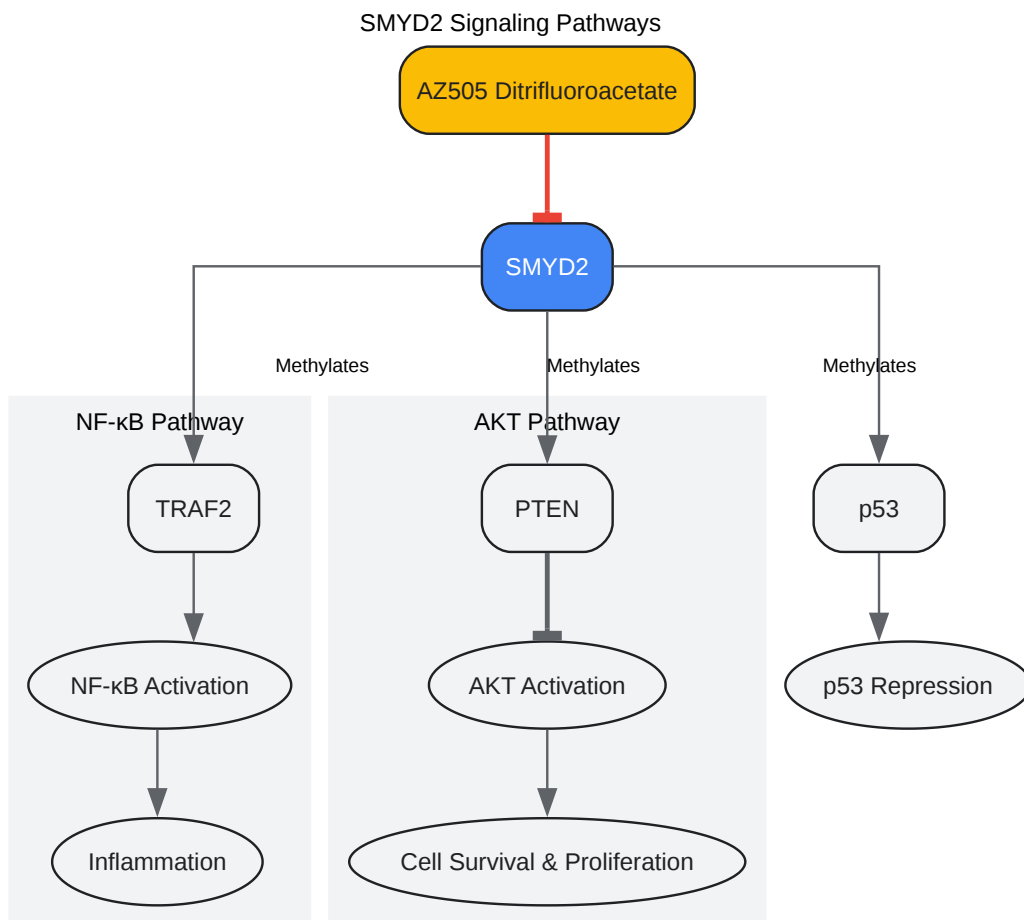 SMYD2 Signaling Pathways
AZ505 Ditrifluoroacetate
SMYD2
Methylates
Methylates
Methylates
NF-κB Pathway
AKT Pathway
TRAF2
PTEN
p53
NF-κB Activation
AKT Activation
p53 Repression
Inflammation
Cell Survival & Proliferation